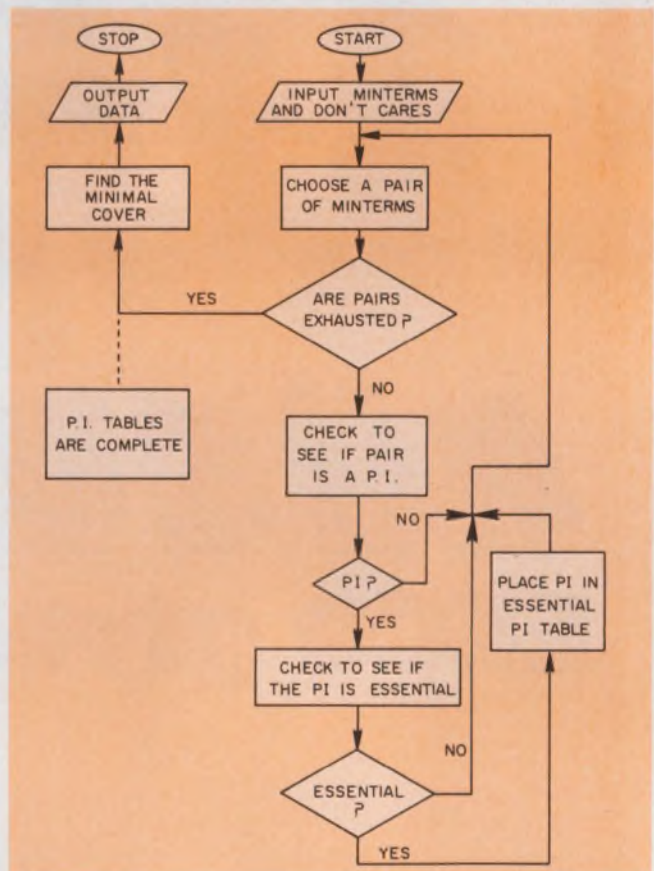 STOP
START
OUTPUT
DATA
INPUT MINTERMS
AND DON'T CARES
FIND THE
MINIMAL
COVER
CHOOSE A PAIR
OF MINTERMS
YES
ARE PAIRS
EXHAUSTED?
NO
P.I. TABLES
ARE COMPLETE
CHECK TO
SEE IF PAIR
IS A P.I.
NO
PI?
YES
PLACE PI IN
ESSENTIAL
PI TABLE
CHECK TO SEE IF
THE PI IS ESSENTIAL
NO
ESSENTIAL
?
YES